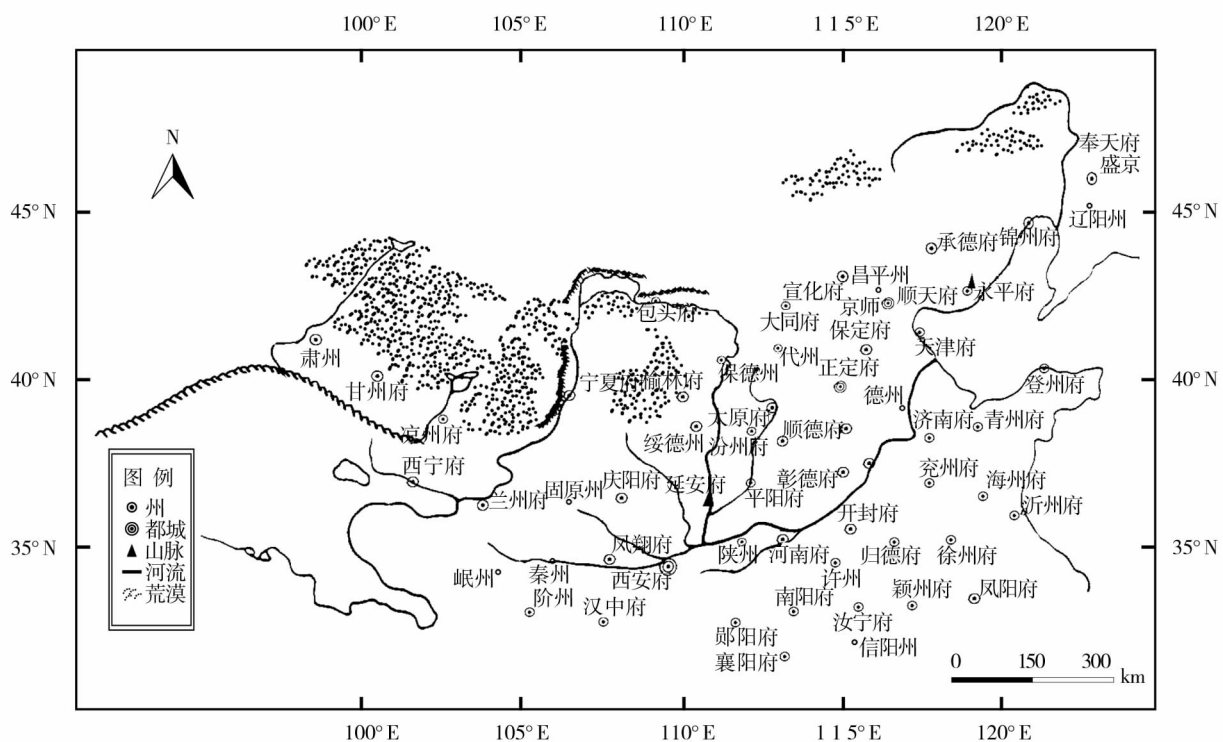 100° E
105° E
110° E
1 1 5° E
120° E
N
45° N
45° N
40° N
40° N
35° N
35° N
奉天府
盛京
辽阳州
承德府
锦州府
昌平州
宣化府
京师
顺天府
永平府
大同府
保定府
包头府
天津府
代州
正定府
肃州
甘州府
宁夏府
榆林府
保德州
德州
登州府
凉州府
太原府
绥德州
汾州府
顺德府
济南府
青州府
西宁府
兰州府
固原州
庆阳府
延安府
平阳府
彰德府
兖州府
海州府
沂州府
开封府
凤翔府
陕州
河南府
归德府
徐州府
岷州
秦州
西安府
许州
阶州
汉中府
南阳府
颖州府
凤阳府
汝宁府
郧阳府
信阳州
襄阳府
图 例
州
都城
山脉
河流
荒漠
0
150
300
km
100° E
105° E
110° E
1 1 5° E
120° E